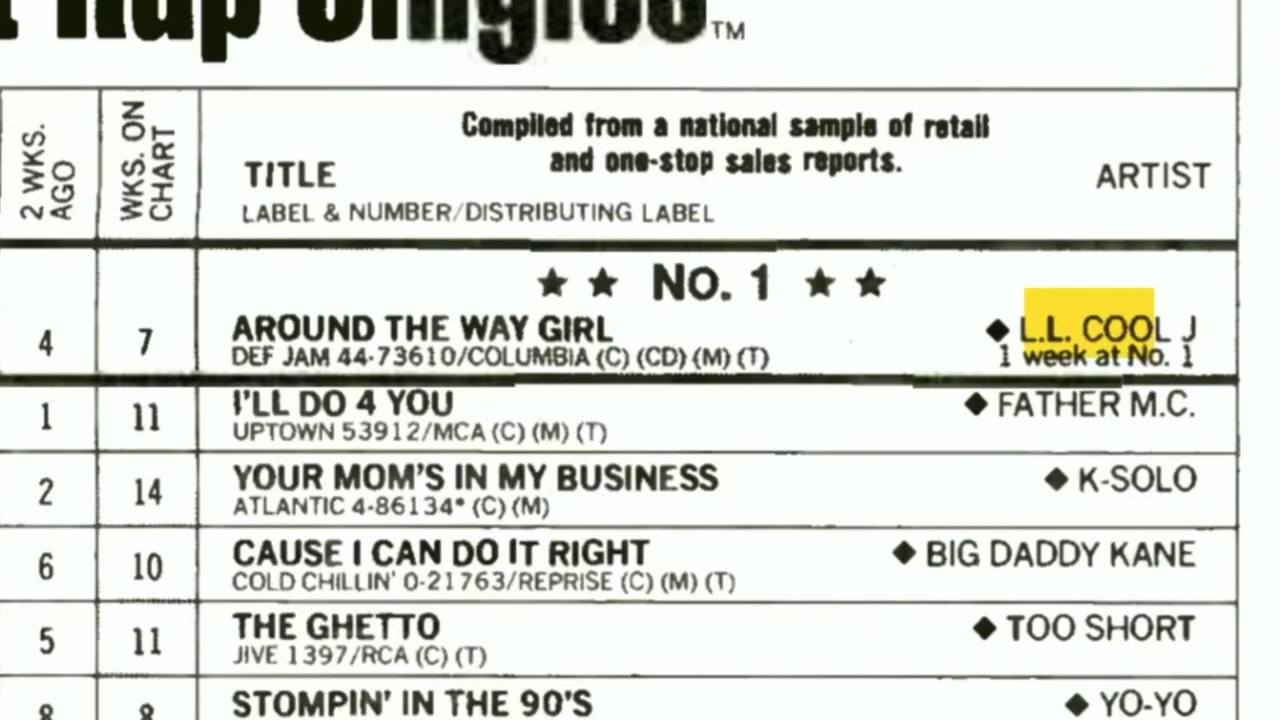 t Rap Singles™
2 WKS. AGO
WKS. ON CHART
Compiled from a national sample of retail
and one-stop sales reports.
TITLE
ARTIST
LABEL & NUMBER/DISTRIBUTING LABEL
★ ★ No. 1 ★ ★
4 7 AROUND THE WAY GIRL ◆ L.L. COOL J
DEF JAM 44-73610/COLUMBIA (C) (CD) (M) (T) 1 week at No. 1
1 11 I'LL DO 4 YOU ◆ FATHER M.C.
UPTOWN 53912/MCA (C) (M) (T)
2 14 YOUR MOM'S IN MY BUSINESS ◆ K-SOLO
ATLANTIC 4-86134* (C) (M)
6 10 CAUSE I CAN DO IT RIGHT ◆ BIG DADDY KANE
COLD CHILLIN' 0-21763/REPRISE (C) (M) (T)
5 11 THE GHETTO ◆ TOO SHORT
JIVE 1397/RCA (C) (T)
8 8 STOMPIN' IN THE 90'S ◆ YO-YO